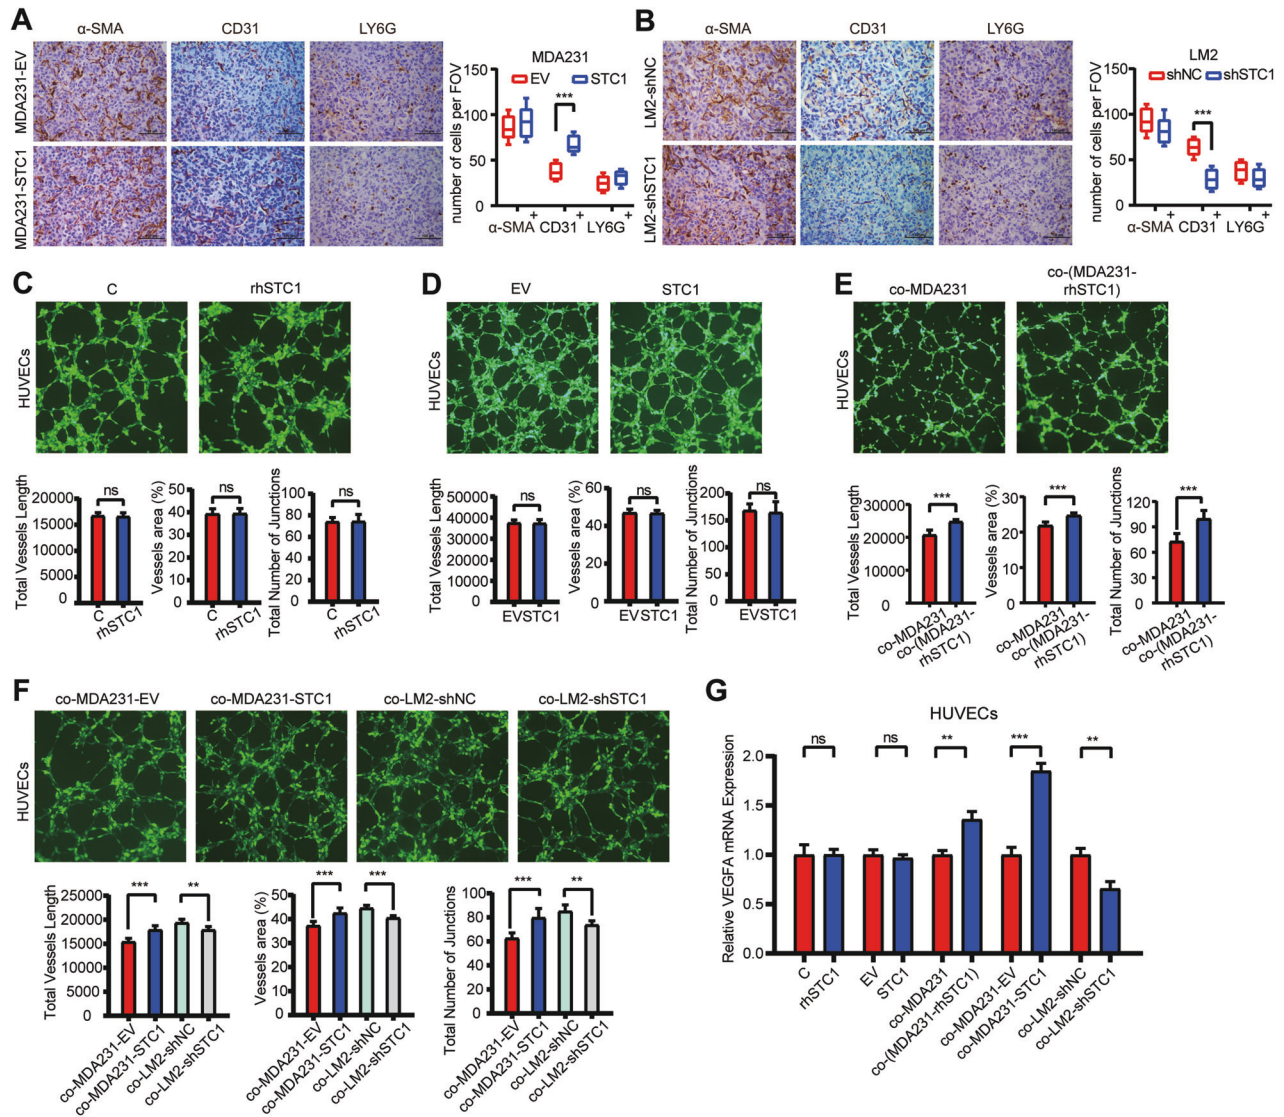 A
α-SMA
CD31
LY6G
MDA231-EV
MDA231-STC1
MDA231
EV
STC1
number of cells per FOV
150
100
50
0
***
α-SMA+ CD31+ LY6G+
B
α-SMA
CD31
LY6G
LM2-shNC
LM2-shSTC1
LM2
shNC
shSTC1
number of cells per FOV
150
100
50
0
***
α-SMA+ CD31+ LY6G+
C
C
rhSTC1
HUVECs
Total Vessels Length
20000
15000
10000
5000
0
ns
C
rhSTC1
Vessels area (%)
50
40
30
20
10
0
ns
C
rhSTC1
Total Number of Junctions
100
80
60
40
20
0
ns
C
rhSTC1
D
EV
STC1
HUVECs
Total Vessels Length
50000
40000
30000
20000
10000
0
ns
EVSTC1
Vessels area (%)
60
40
20
0
ns
EVSTC1
Total Number of Junctions
200
150
100
50
0
ns
EVSTC1
E
co-MDA231
co-(MDA231-
rhSTC1)
HUVECs
Total Vessels Length
30000
20000
10000
0
***
co-MDA231
co-(MDA231-
rhSTC1)
Vessels area (%)
30
20
10
0
***
co-MDA231
co-(MDA231-
rhSTC1)
Total Number of Junctions
120
90
60
30
0
***
co-MDA231
co-(MDA231-
rhSTC1)
F
co-MDA231-EV
co-MDA231-STC1
co-LM2-shNC
co-LM2-shSTC1
HUVECs
Total Vessels Length
25000
20000
15000
10000
5000
0
***
**
co-MDA231-EV
co-MDA231-STC1
co-LM2-shNC
co-LM2-shSTC1
Vessels area (%)
50
40
30
20
10
0
***
***
co-MDA231-EV
co-MDA231-STC1
co-LM2-shNC
co-LM2-shSTC1
Total Number of Junctions
100
80
60
40
20
0
***
**
co-MDA231-EV
co-MDA231-STC1
co-LM2-shNC
co-LM2-shSTC1
G
HUVECs
Relative VEGFA mRNA Expression
2.0
1.5
1.0
0.5
0.0
ns
ns
**
***
**
C
rhSTC1
EV
STC1
co-MDA231
co-(MDA231-rhSTC1)
co-MDA231-EV
co-MDA231-STC1
co-LM2-shNC
co-LM2-shSTC1